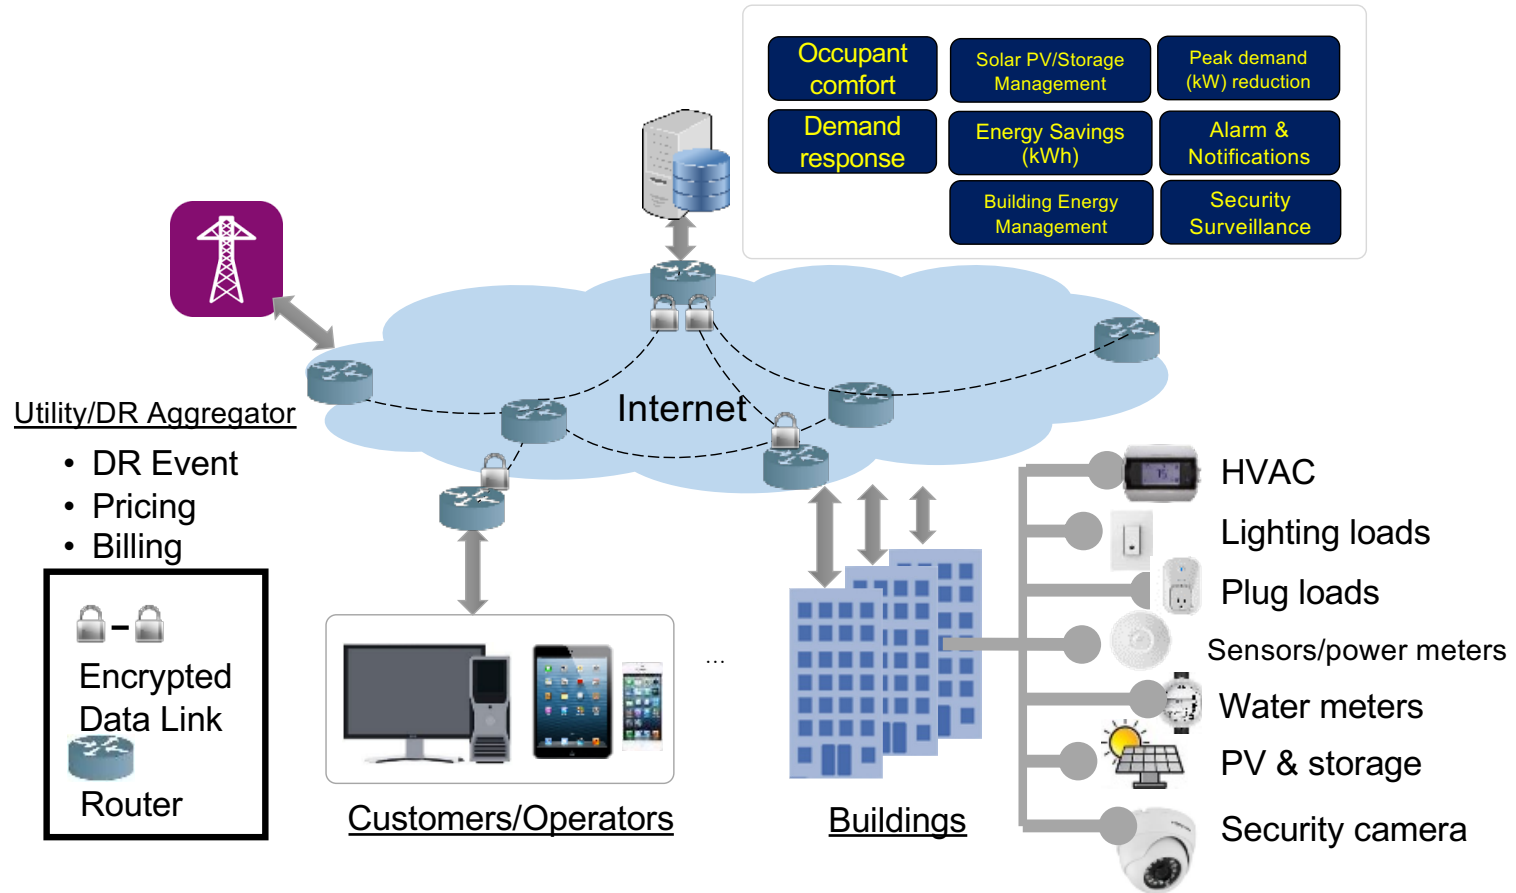 Occupant
comfort
Solar PV/Storage
Management
Peak demand
(kW) reduction
Demand
response
Energy Savings
(kWh)
Alarm &
Notifications
Building Energy
Management
Security
Surveillance
Internet
Utility/DR Aggregator
• DR Event
• Pricing
• Billing
Encrypted
Data Link
Router
...
Customers/Operators
Buildings
HVAC
Lighting loads
Plug loads
Sensors/power meters
Water meters
PV & storage
Security camera
75